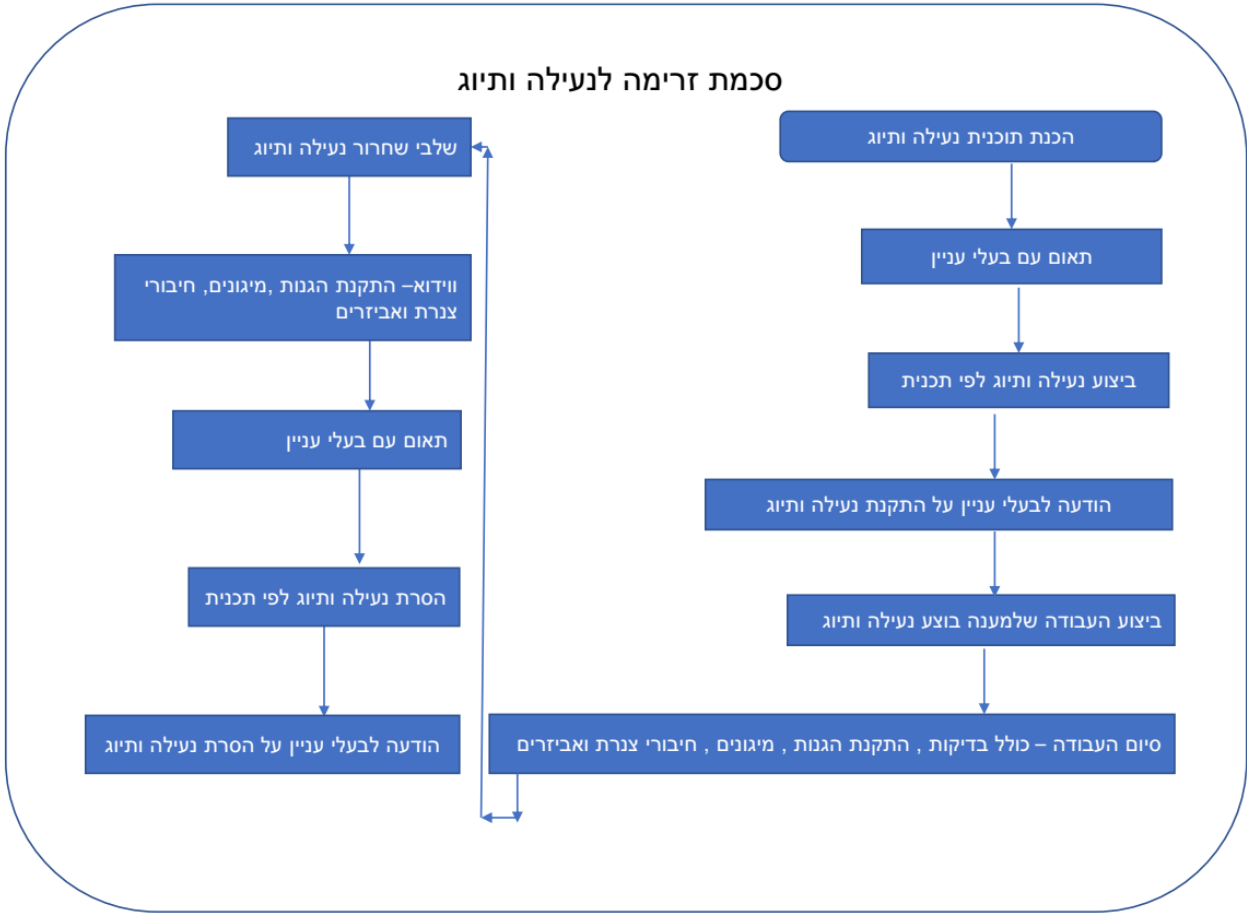 סכמת זרימה לנעילה ותיוג
הכנת תוכנית נעילה ותיוג
תאום עם בעלי עניין
ביצוע נעילה ותיוג לפי תכנית
הודעה לבעלי עניין על התקנת נעילה ותיוג
ביצוע העבודה שלמענה בוצע נעילה ותיוג
סיום העבודה – כולל בדיקות , התקנת הגנות , מיגונים , חיבורי צנרת ואביזרים
שלבי שחרור נעילה ותיוג
ווידוא– התקנת הגנות ,מיגונים, חיבורי
צנרת ואביזרים
תאום עם בעלי עניין
הסרת נעילה ותיוג לפי תכנית
הודעה לבעלי עניין על הסרת נעילה ותיוג